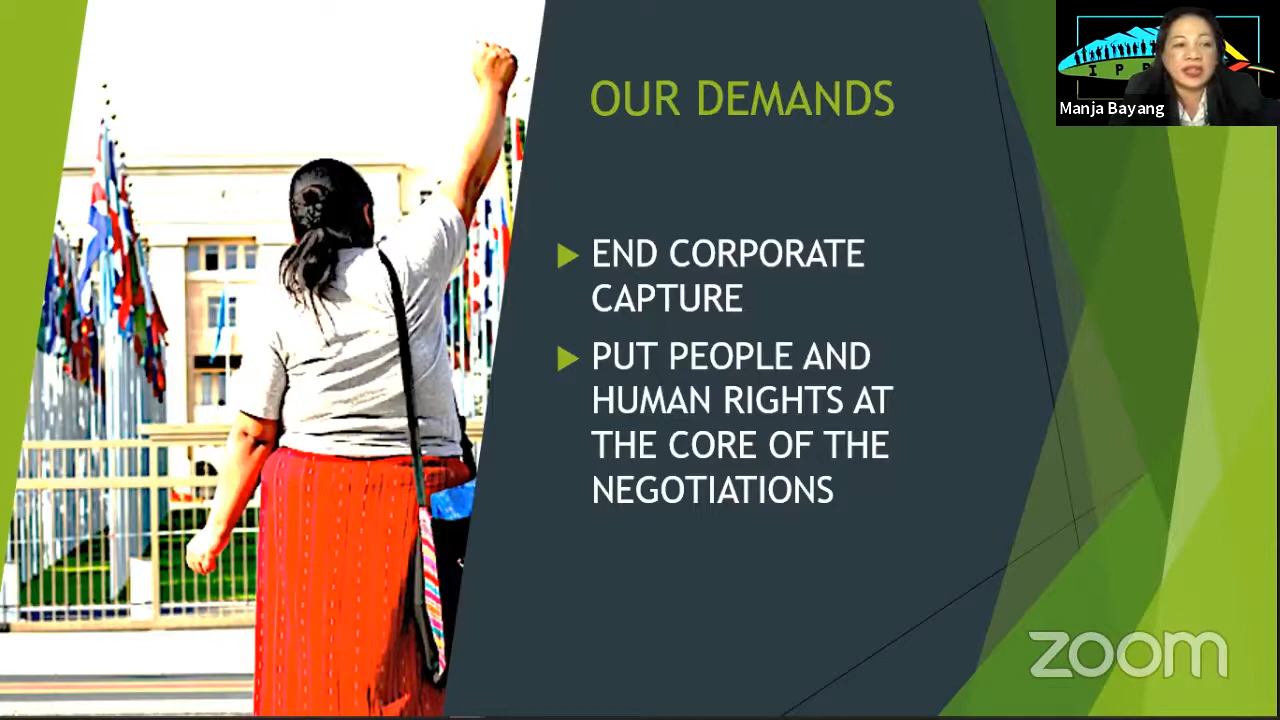 OUR DEMANDS
END CORPORATE
CAPTURE
PUT PEOPLE AND
HUMAN RIGHTS AT
THE CORE OF THE
NEGOTIATIONS
Manja Bayang
zoom